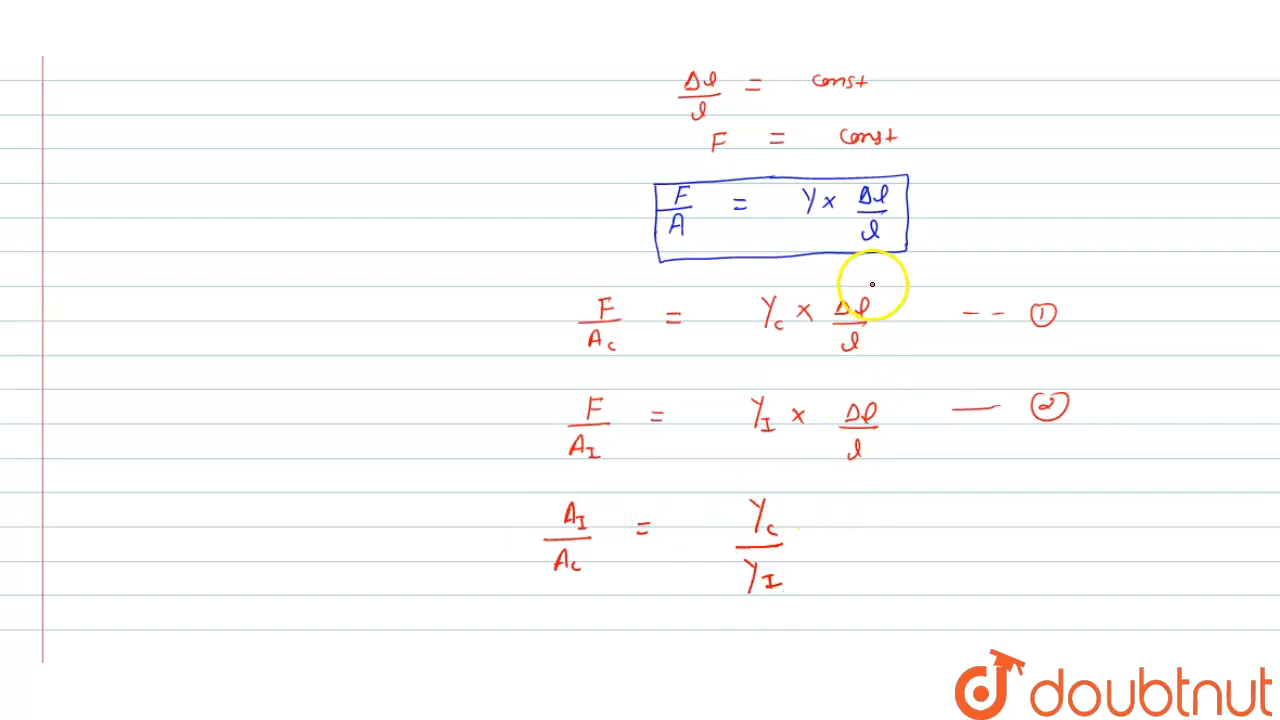 Δl/l = const
F = const
F/A = Y × Δl/l
F/A_c = Y_c × Δl/l -- ①
F/A_I = Y_I × Δl/l — ②
A_I/A_c = Y_c/Y_I
doubtnut